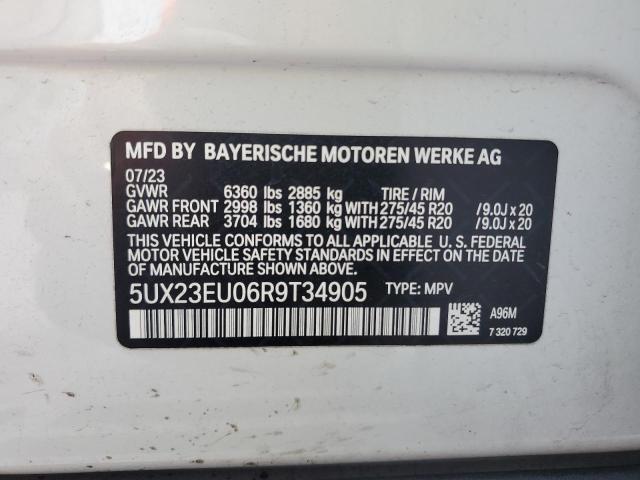 MFD BY BAYERISCHE MOTOREN WERKE AG
07/23
GVWR 6360 lbs 2885 kg TIRE / RIM
GAWR FRONT 2998 lbs 1360 kg WITH 275/45 R20 / 9.0J x 20
GAWR REAR 3704 lbs 1680 kg WITH 275/45 R20 / 9.0J x 20
THIS VEHICLE CONFORMS TO ALL APPLICABLE U. S. FEDERAL
MOTOR VEHICLE SAFETY STANDARDS IN EFFECT ON THE DATE
OF MANUFACTURE SHOWN ABOVE.
5UX23EU06R9T34905 TYPE: MPV
A96M
7 320 729